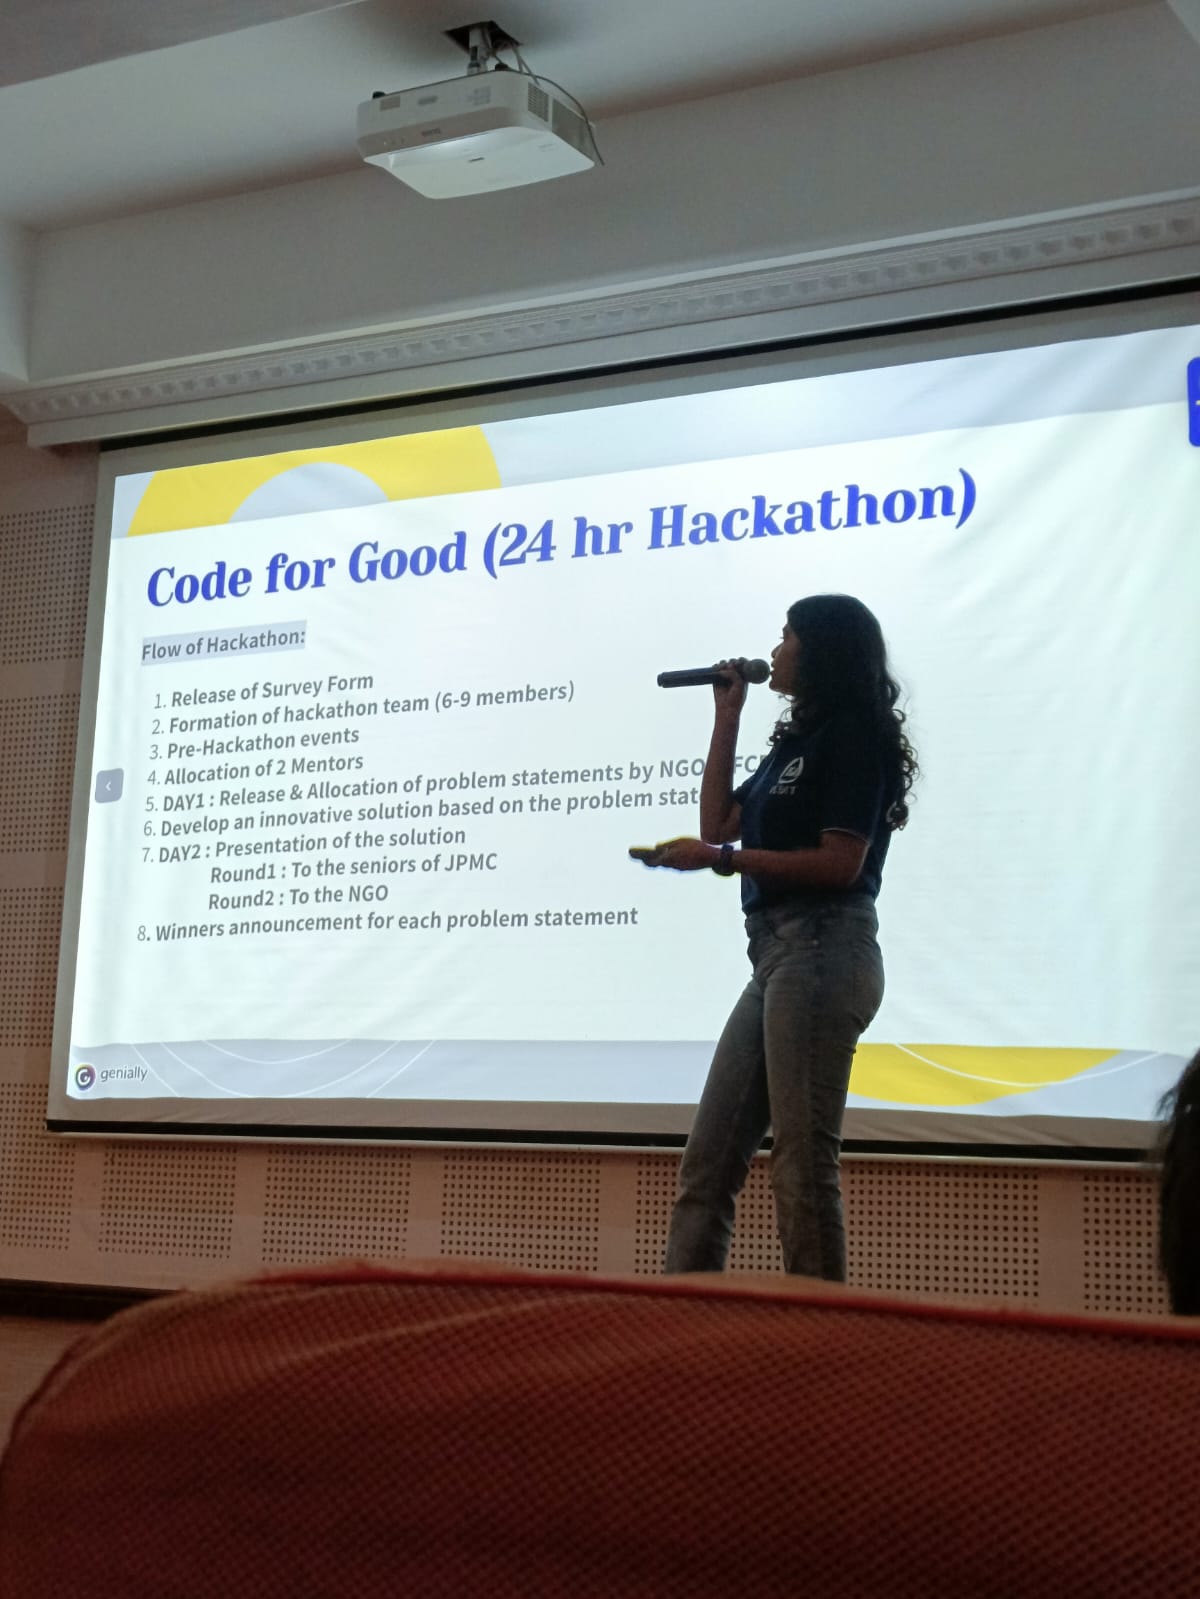 Code for Good (24 hr Hackathon)
Flow of Hackathon:
1. Release of Survey Form
2. Formation of hackathon team (6-9 members)
3. Pre-Hackathon events
4. Allocation of 2 Mentors
5. DAY1 : Release & Allocation of problem statements by NGO
6. Develop an innovative solution based on the problem
7. DAY2 : Presentation of the solution
Round1 : To the seniors of JPMC
Round2 : To the NGO
8. Winners announcement for each problem statement
genially